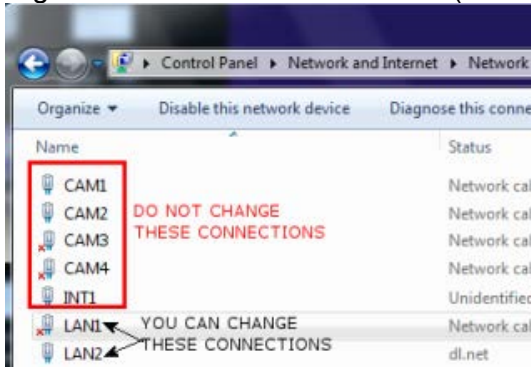 Control Panel ▸ Network and Internet ▸ Network
Organize Disable this network device Diagnose this conne
Name Status
CAM1 Network cal
CAM2 DO NOT CHANGE Network cal
CAM3 THESE CONNECTIONS Network cal
CAM4 Network cal
INT1 Unidentified
LAN1 YOU CAN CHANGE Network cal
LAN2 THESE CONNECTIONS dl.net